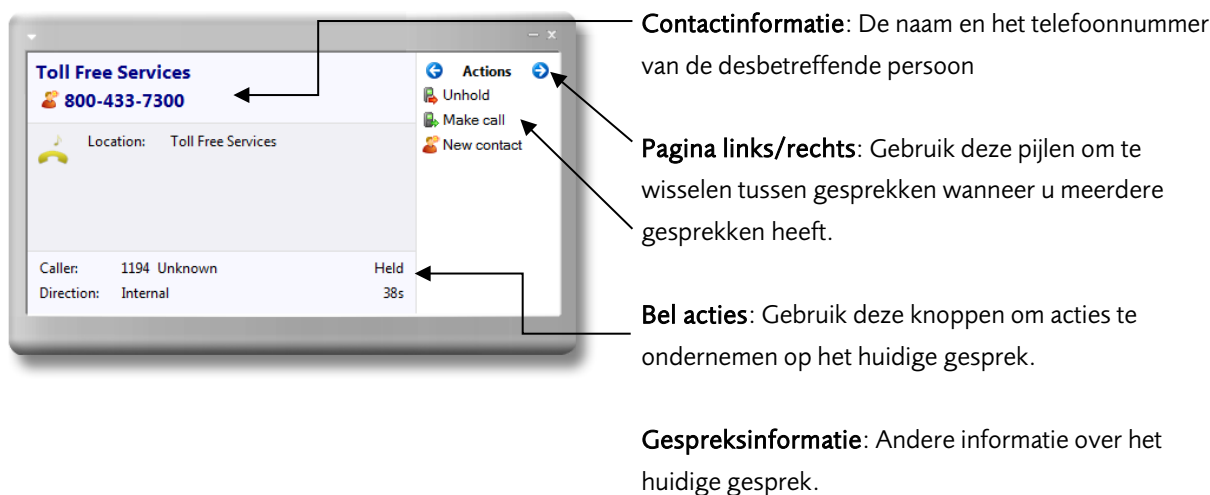 Toll Free Services
800-433-7300
Location: Toll Free Services
Caller: 1194 Unknown Held
Direction: Internal 38s
Actions
Unhold
Make call
New contact
Contactinformatie: De naam en het telefoonnummer
van de desbetreffende persoon
Pagina links/rechts: Gebruik deze pijlen om te
wisselen tussen gesprekken wanneer u meerdere
gesprekken heeft.
Bel acties: Gebruik deze knoppen om acties te
ondernemen op het huidige gesprek.
Gespreksinformatie: Andere informatie over het
huidige gesprek.